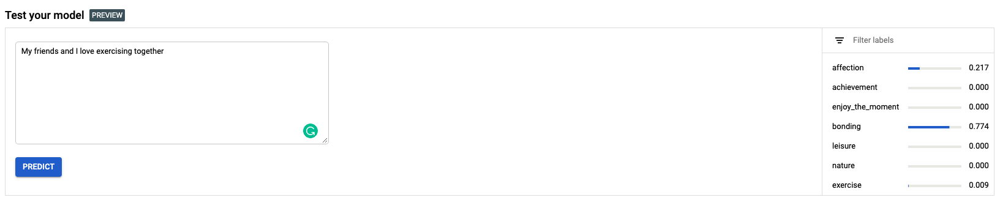 Test your model PREVIEW
My friends and I love exercising together
PREDICT
Filter labels
affection 0.217
achievement 0.000
enjoy_the_moment 0.000
bonding 0.774
leisure 0.000
nature 0.000
exercise 0.009